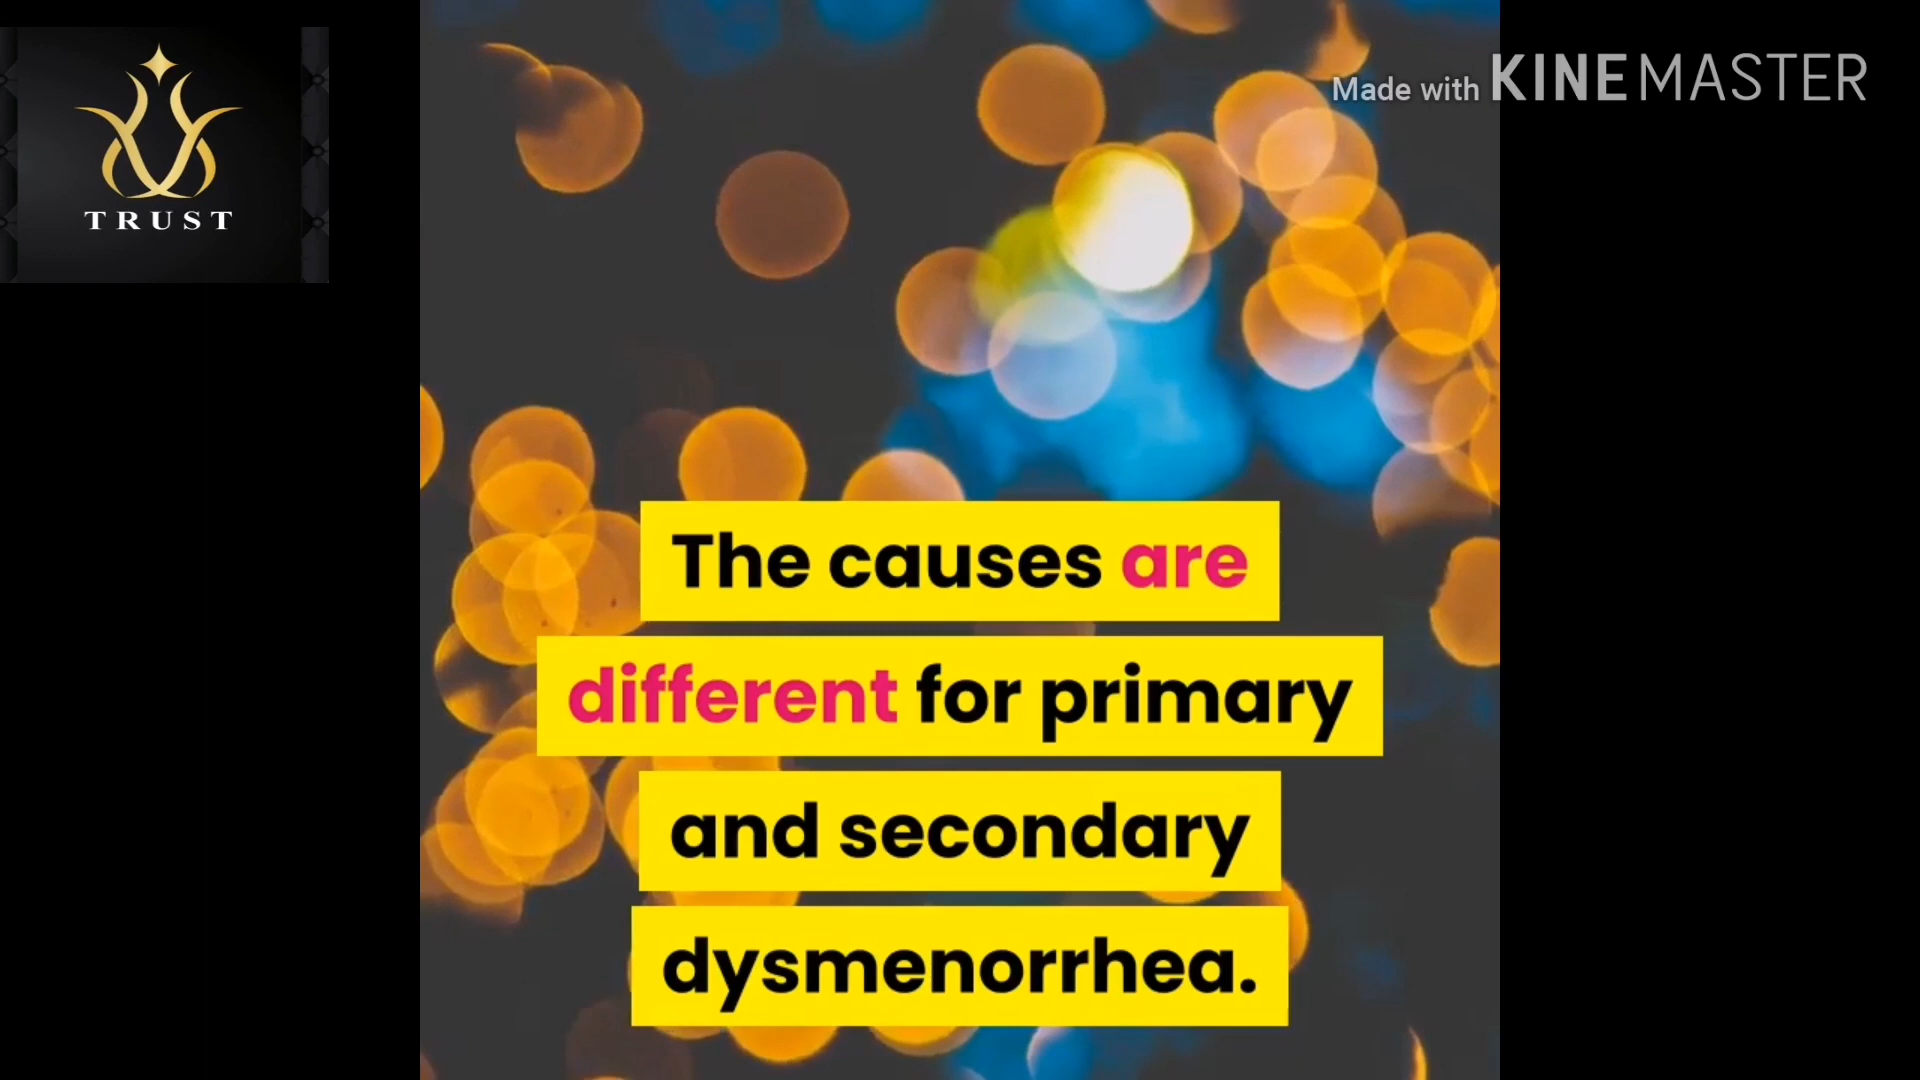 TRUST
Made with KINEMASTER
The causes are
different for primary
and secondary
dysmenorrhea.